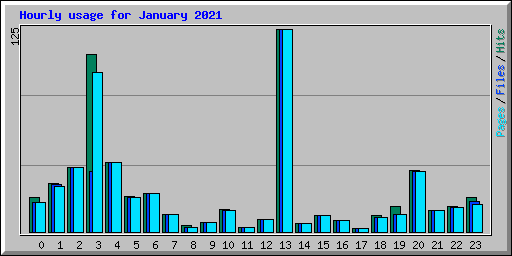 Hourly usage for January 2021
125
Pages/Files/Hits
0 1 2 3 4 5 6 7 8 9 10 11 12 13 14 15 16 17 18 19 20 21 22 23